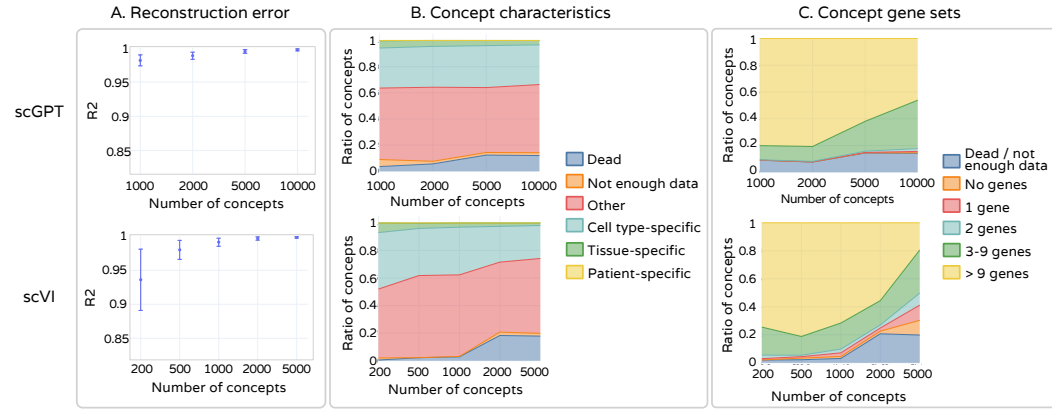 A. Reconstruction error
B. Concept characteristics
C. Concept gene sets
scGPT
R2
1
0.95
0.9
0.85
1000 2000 5000 10000
Number of concepts
Ratio of concepts
1
0.8
0.6
0.4
0.2
0
1000 2000 5000 10000
Number of concepts
Dead
Not enough data
Other
Cell type-specific
Tissue-specific
Patient-specific
Ratio of concepts
1
0.8
0.6
0.4
0.2
0
1000 2000 5000 10000
Number of concepts
Dead / not
enough data
No genes
1 gene
2 genes
3-9 genes
> 9 genes
scVI
R2
1
0.95
0.9
0.85
200 500 1000 2000 5000
Number of concepts
Ratio of concepts
1
0.8
0.6
0.4
0.2
0
200 500 1000 2000 5000
Number of concepts
Ratio of concepts
1
0.8
0.6
0.4
0.2
0
200 500 1000 2000 5000
Number of concepts